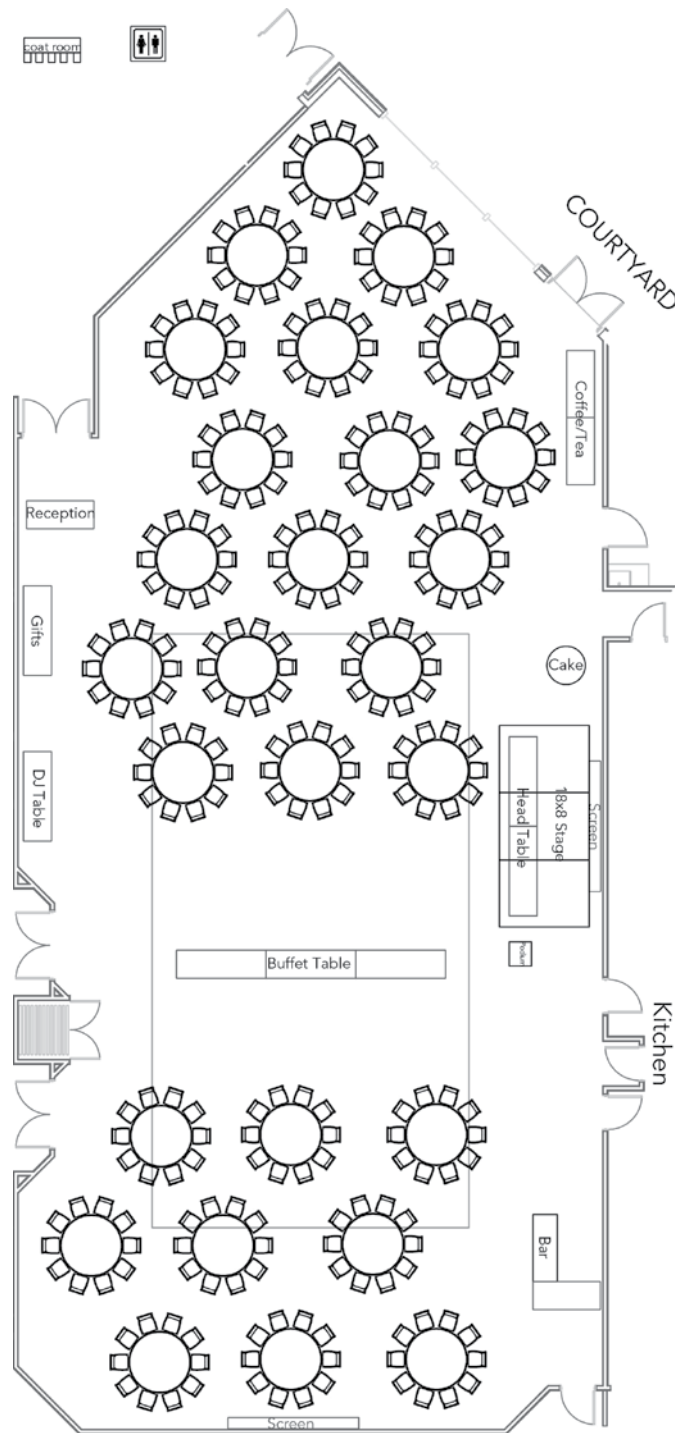 coat room
COURTYARD
Coffee/Tea
Reception
Gifts
Cake
DJ Table
Head Table
18x8 Stage
Screen
Podium
Buffet Table
Kitchen
Bar
Screen